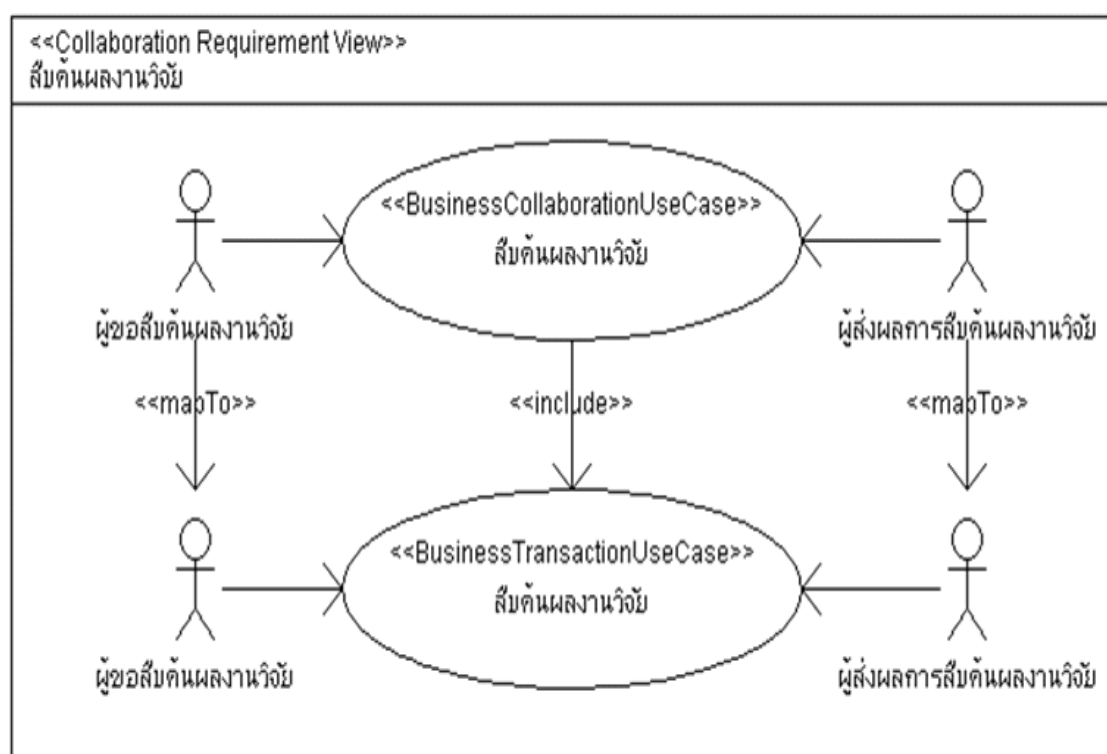 <<Collaboration Requirement View>>
สืบค้นผลงานวิจัย
<<BusinessCollaborationUseCase>>
สืบค้นผลงานวิจัย
ผู้ขอสืบค้นผลงานวิจัย
ผู้ส่งผลการสืบค้นผลงานวิจัย
<<mapTo>>
<<include>>
<<mapTo>>
<<BusinessTransactionUseCase>>
สืบค้นผลงานวิจัย
ผู้ขอสืบค้นผลงานวิจัย
ผู้ส่งผลการสืบค้นผลงานวิจัย